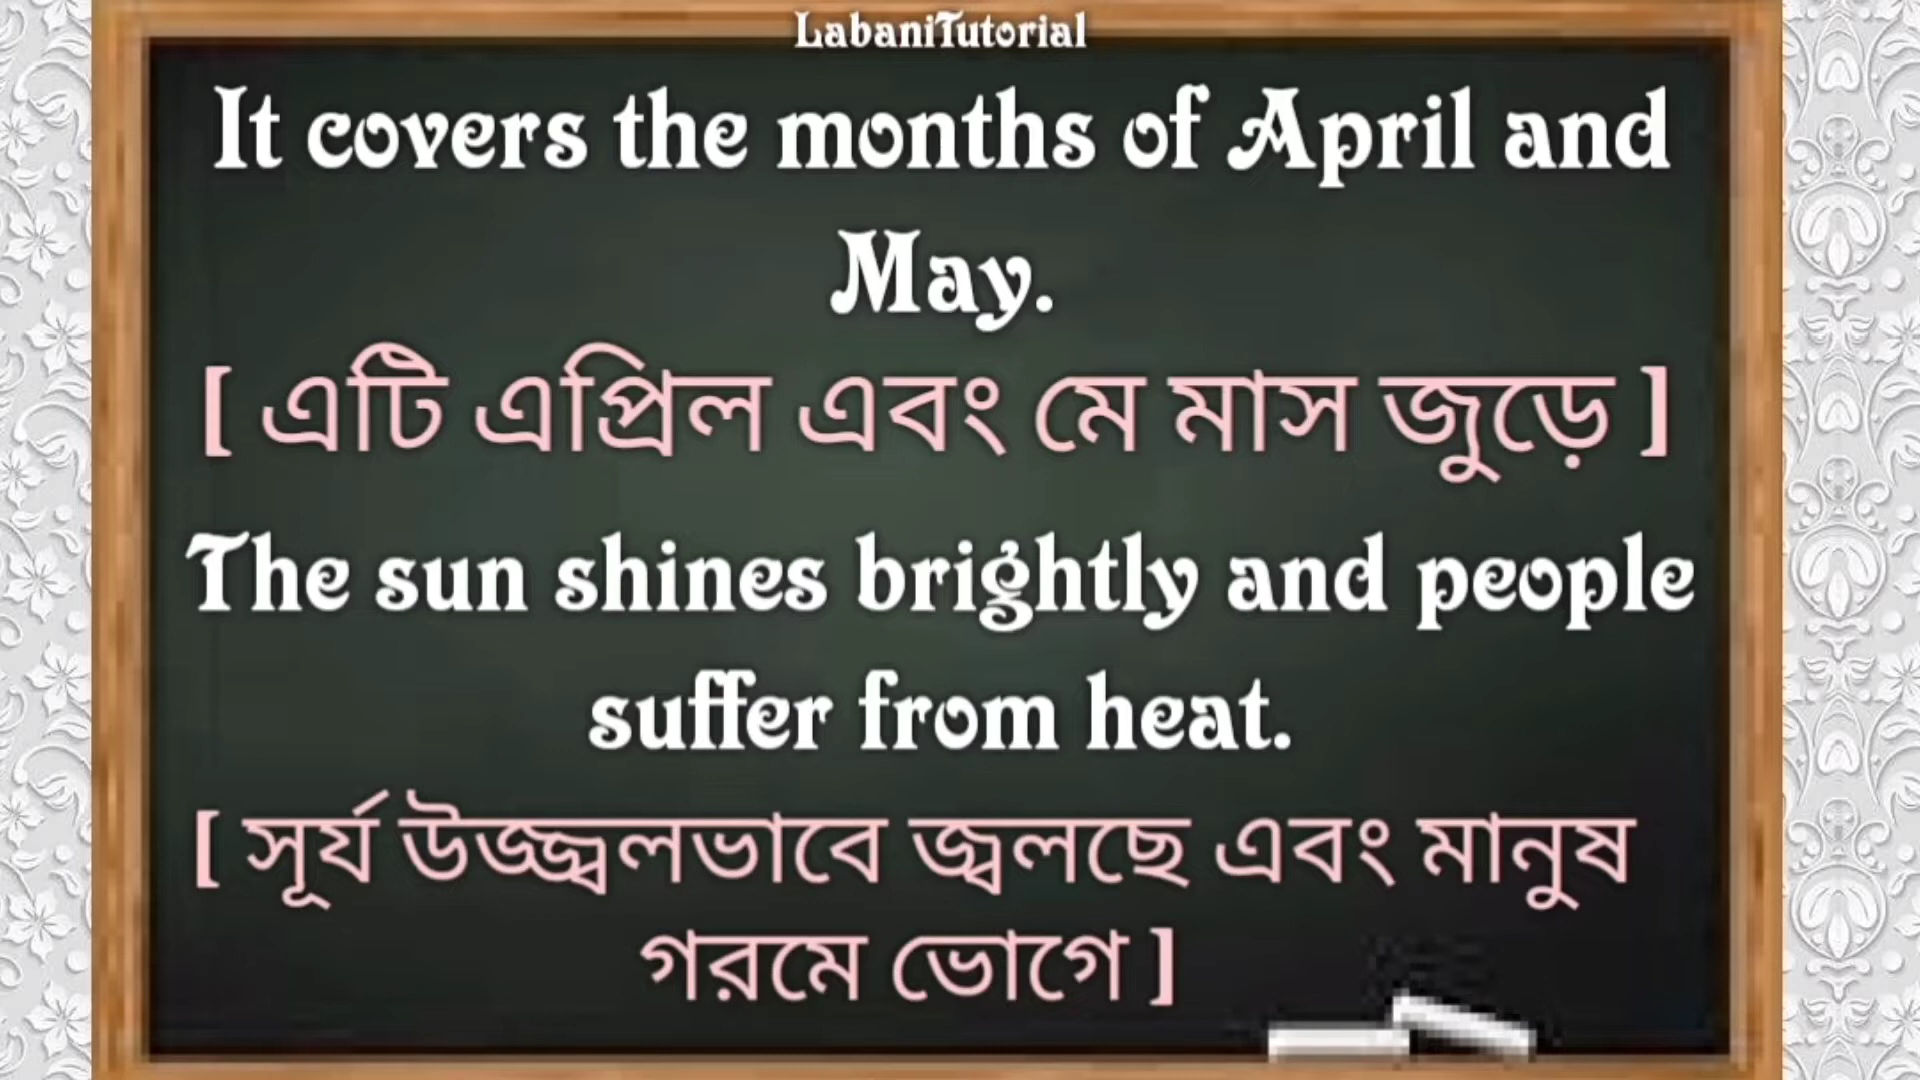 LabaniTutorial
It covers the months of April and
May.
[ এটি এপ্রিল এবং মে মাস জুড়ে ]
The sun shines brightly and people
suffer from heat.
[ সূর্য উজ্জ্বলভাবে জ্বলছে এবং মানুষ
গরমে ভোগে ]